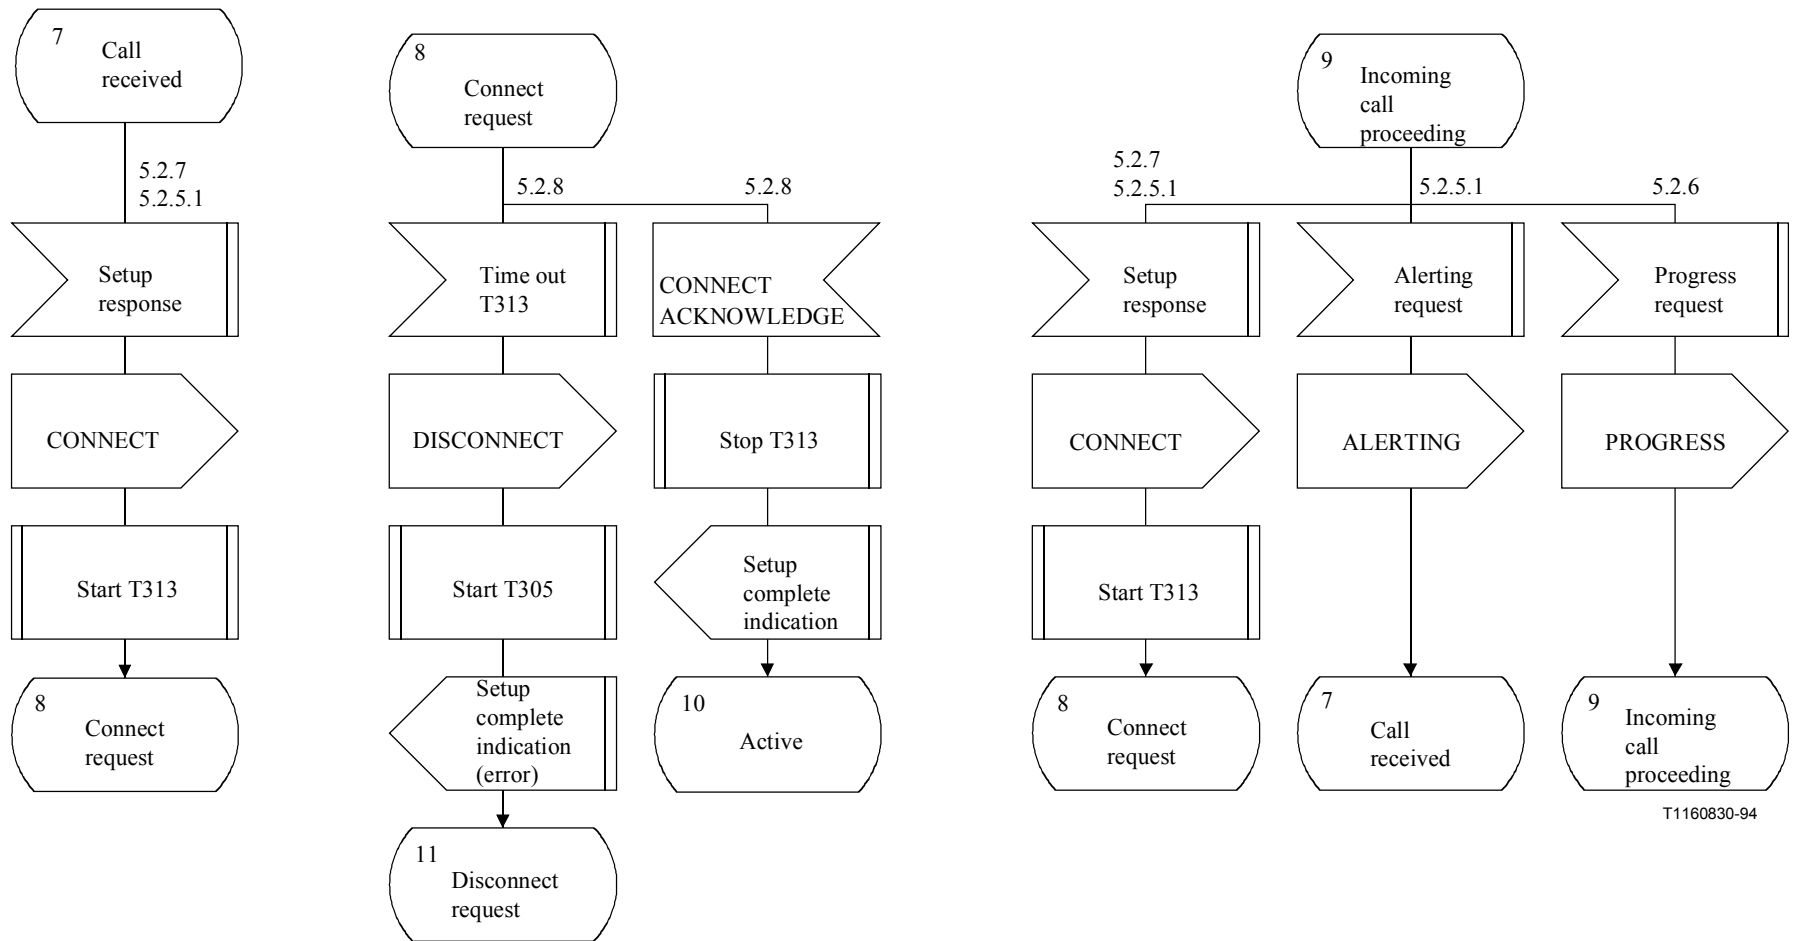 7
Call
received
5.2.7
5.2.5.1
Setup
response
CONNECT
Start T313
8
Connect
request
8
Connect
request
5.2.8
Time out
T313
DISCONNECT
Start T305
Setup
complete
indication
(error)
11
Disconnect
request
5.2.8
CONNECT
ACKNOWLEDGE
Stop T313
Setup
complete
indication
10
Active
9
Incoming
call
proceeding
5.2.7
5.2.5.1
Setup
response
CONNECT
Start T313
8
Connect
request
5.2.5.1
Alerting
request
ALERTING
7
Call
received
5.2.6
Progress
request
PROGRESS
9
Incoming
call
proceeding
T1160830-94